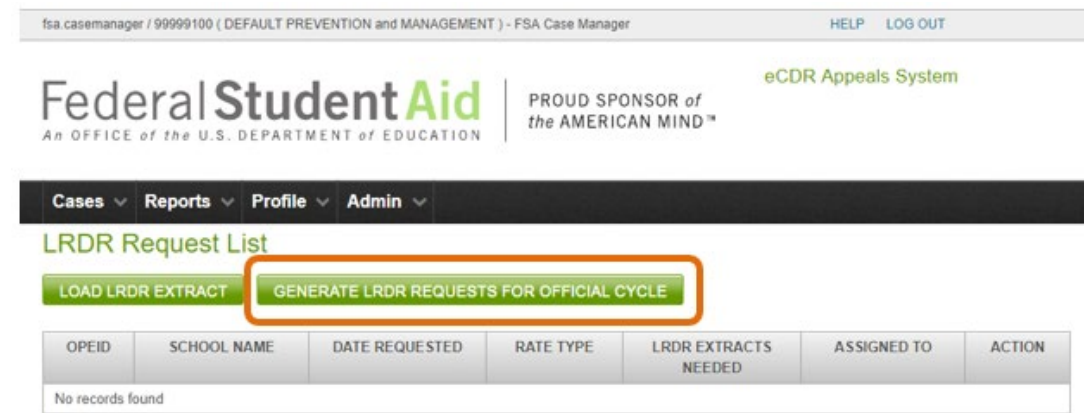 fsa.casemanager / 99999100 ( DEFAULT PREVENTION and MANAGEMENT ) - FSA Case Manager HELP LOG OUT
eCDR Appeals System
Federal Student Aid PROUD SPONSOR of
An OFFICE of the U.S. DEPARTMENT of EDUCATION the AMERICAN MIND™
Cases Reports Profile Admin
LRDR Request List
LOAD LRDR EXTRACT GENERATE LRDR REQUESTS FOR OFFICIAL CYCLE
OPEID SCHOOL NAME DATE REQUESTED RATE TYPE LRDR EXTRACTS ASSIGNED TO ACTION
NEEDED
No records found